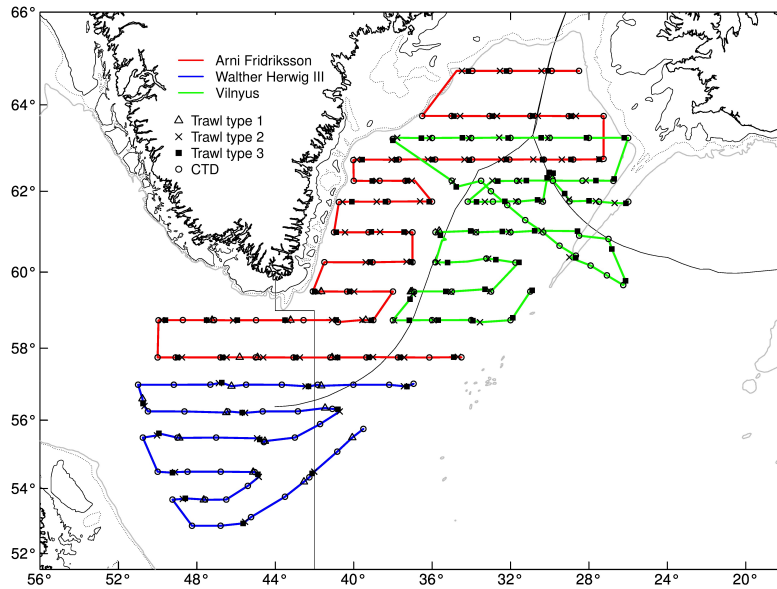 66°
Arni Fridriksson
Walther Herwig III
Vilnyus
64°
Trawl type 1
Trawl type 2
Trawl type 3
CTD
62°
60°
58°
56°
54°
52°
56° 52° 48° 44° 40° 36° 32° 28° 24° 20°